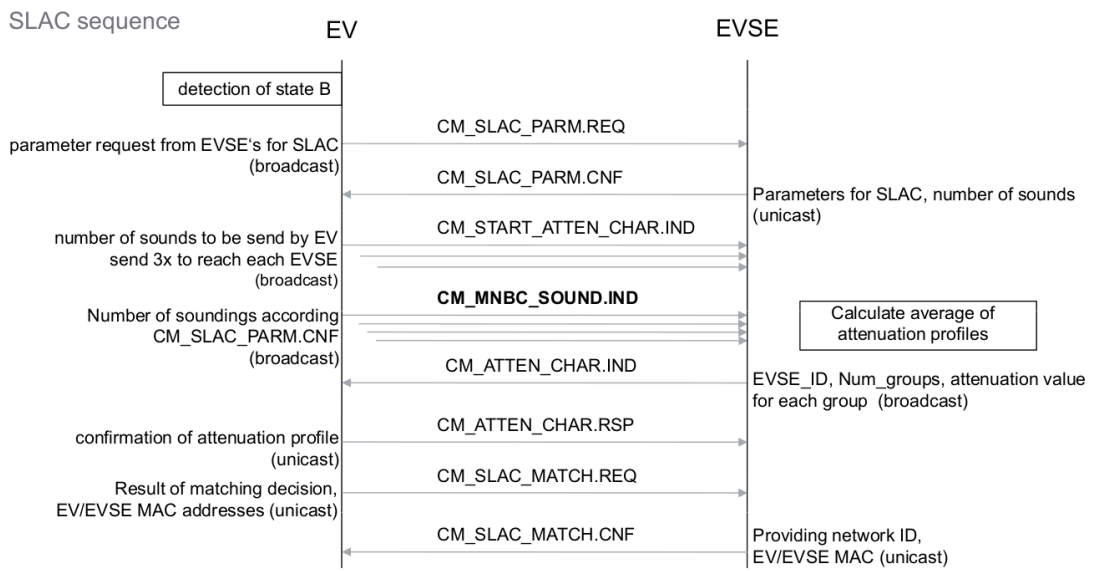 SLAC sequence
EV
EVSE
detection of state B
CM_SLAC_PARM.REQ
parameter request from EVSE‘s for SLAC
(broadcast)
CM_SLAC_PARM.CNF
Parameters for SLAC, number of sounds
(unicast)
CM_START_ATTEN_CHAR.IND
number of sounds to be send by EV
send 3x to reach each EVSE
(broadcast)
CM_MNBC_SOUND.IND
Number of soundings according
CM_SLAC_PARM.CNF
(broadcast)
Calculate average of
attenuation profiles
CM_ATTEN_CHAR.IND
EVSE_ID, Num_groups, attenuation value
for each group (broadcast)
CM_ATTEN_CHAR.RSP
confirmation of attenuation profile
(unicast)
CM_SLAC_MATCH.REQ
Result of matching decision,
EV/EVSE MAC addresses (unicast)
CM_SLAC_MATCH.CNF
Providing network ID,
EV/EVSE MAC (unicast)